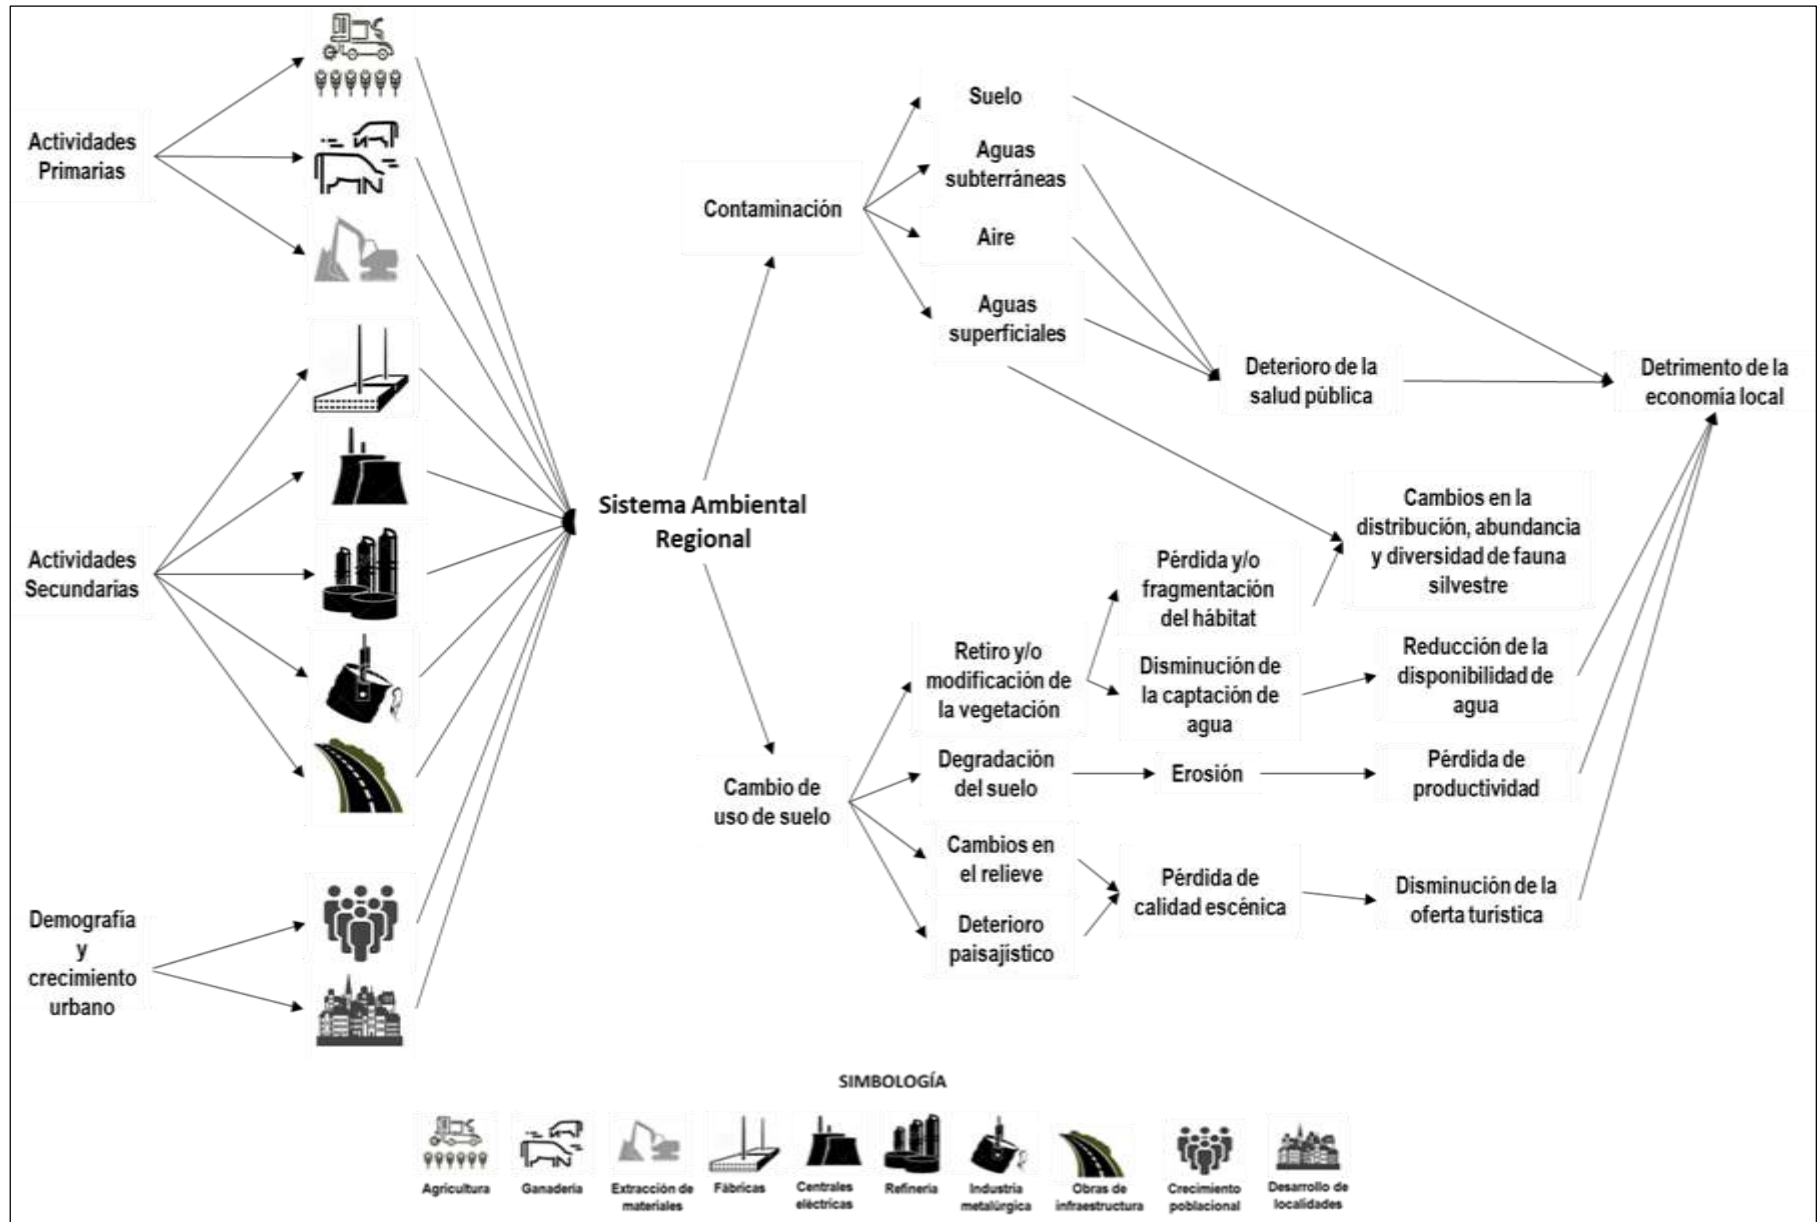 Actividades
Primarias
Actividades
Secundarias
Demografía
y
crecimiento
urbano
Sistema Ambiental
Regional
Contaminación
Suelo
Aguas
subterráneas
Aire
Aguas
superficiales
Deterioro de la
salud pública
Detrimento de la
economía local
Cambio de
uso de suelo
Retiro y/o
modificación de
la vegetación
Pérdida y/o
fragmentación
del hábitat
Cambios en la
distribución, abundancia
y diversidad de fauna
silvestre
Disminución de
la captación de
agua
Reducción de la
disponibilidad de
agua
Degradación
del suelo
Erosión
Pérdida de
productividad
Cambios en
el relieve
Deterioro
paisajístico
Pérdida de
calidad escénica
Disminución de la
oferta turística
SIMBOLOGÍA
Agricultura
Ganadería
Extracción de
materiales
Fábricas
Centrales
eléctricas
Refinería
Industria
metalúrgica
Obras de
infraestructura
Crecimiento
poblacional
Desarrollo de
localidades